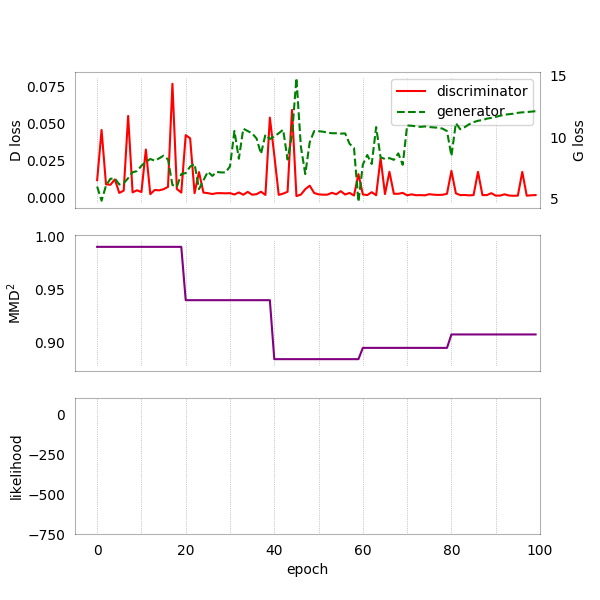 0.075
0.050
0.025
0.000
D loss
discriminator
generator
15
10
5
G loss
1.00
0.95
0.90
MMD²
0
−250
−500
−750
likelihood
0 20 40 60 80 100
epoch